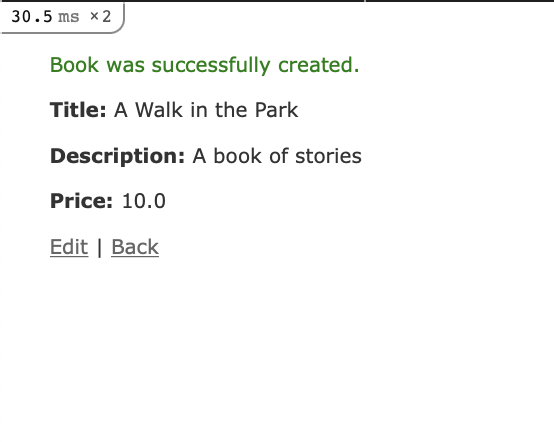 30.5 ms ×2
Book was successfully created.
Title: A Walk in the Park
Description: A book of stories
Price: 10.0
Edit | Back